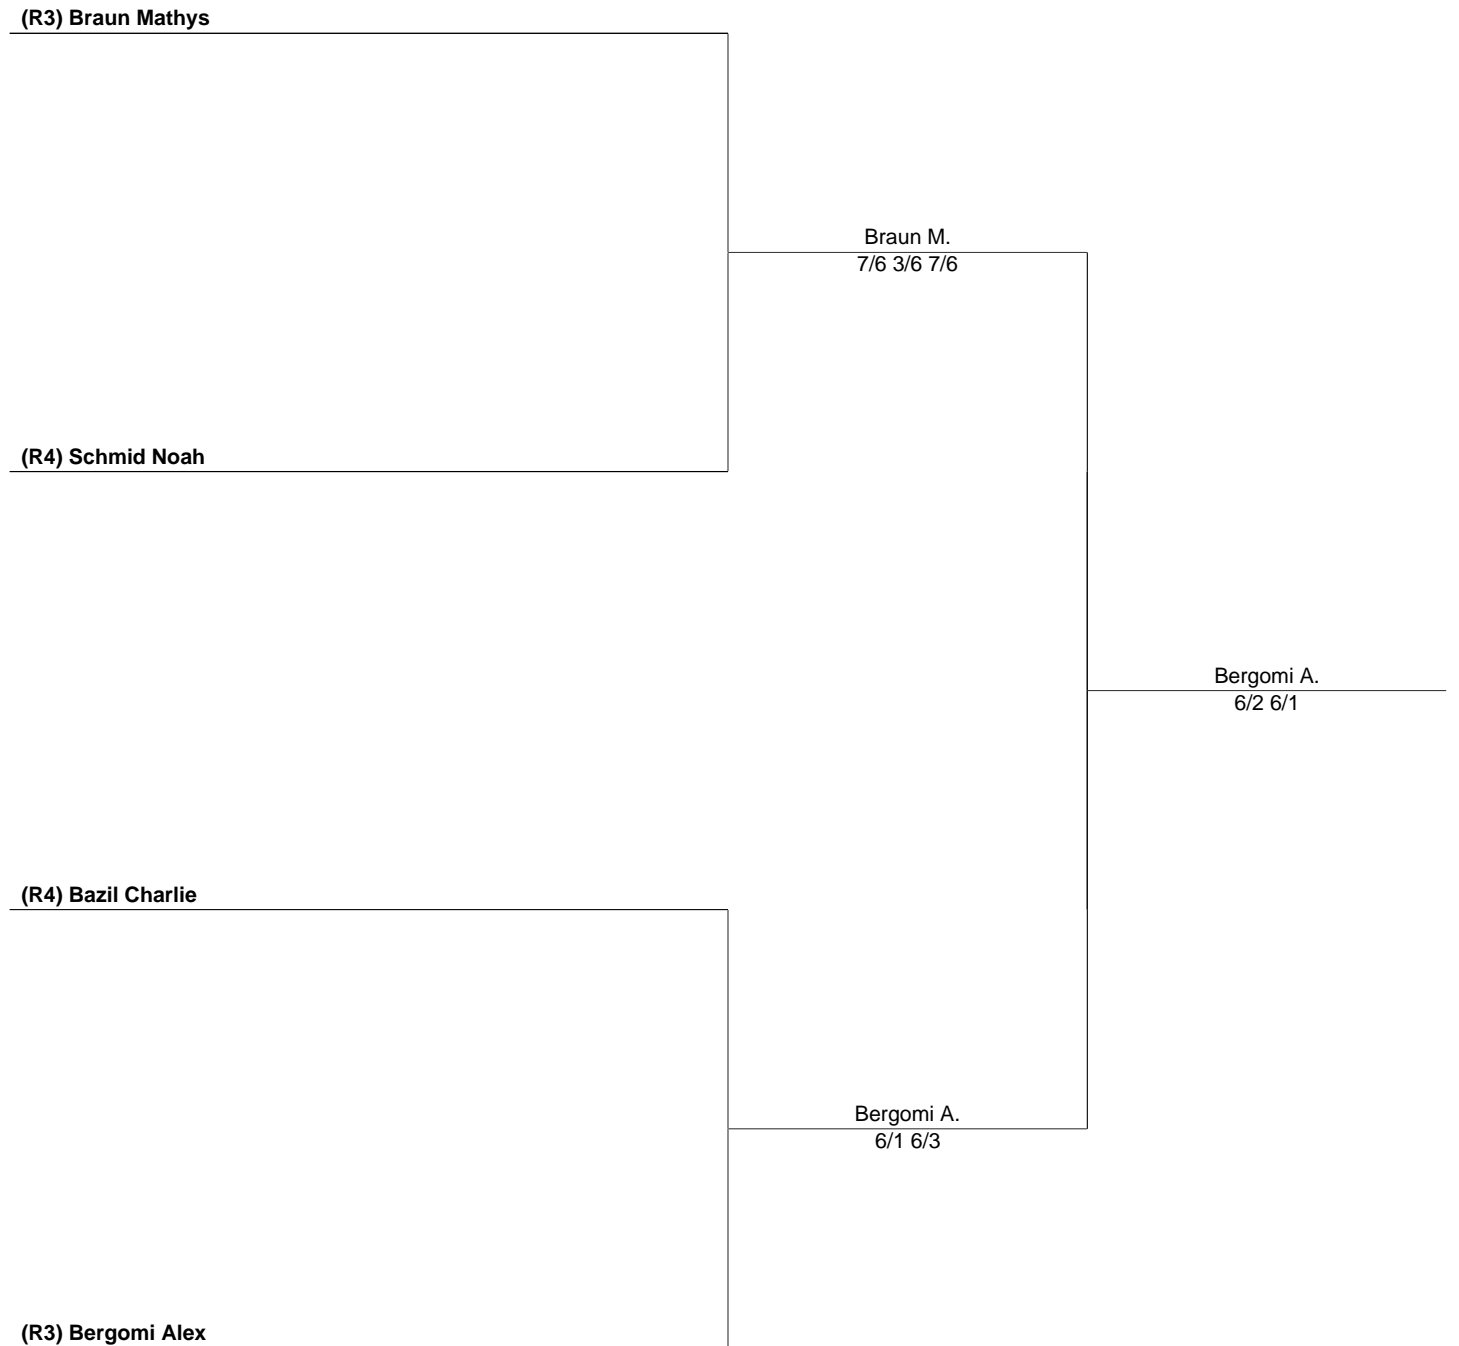 (R3) Braun Mathys
Braun M.
7/6 3/6 7/6
(R4) Schmid Noah
Bergomi A.
6/2 6/1
(R4) Bazil Charlie
Bergomi A.
6/1 6/3
(R3) Bergomi Alex